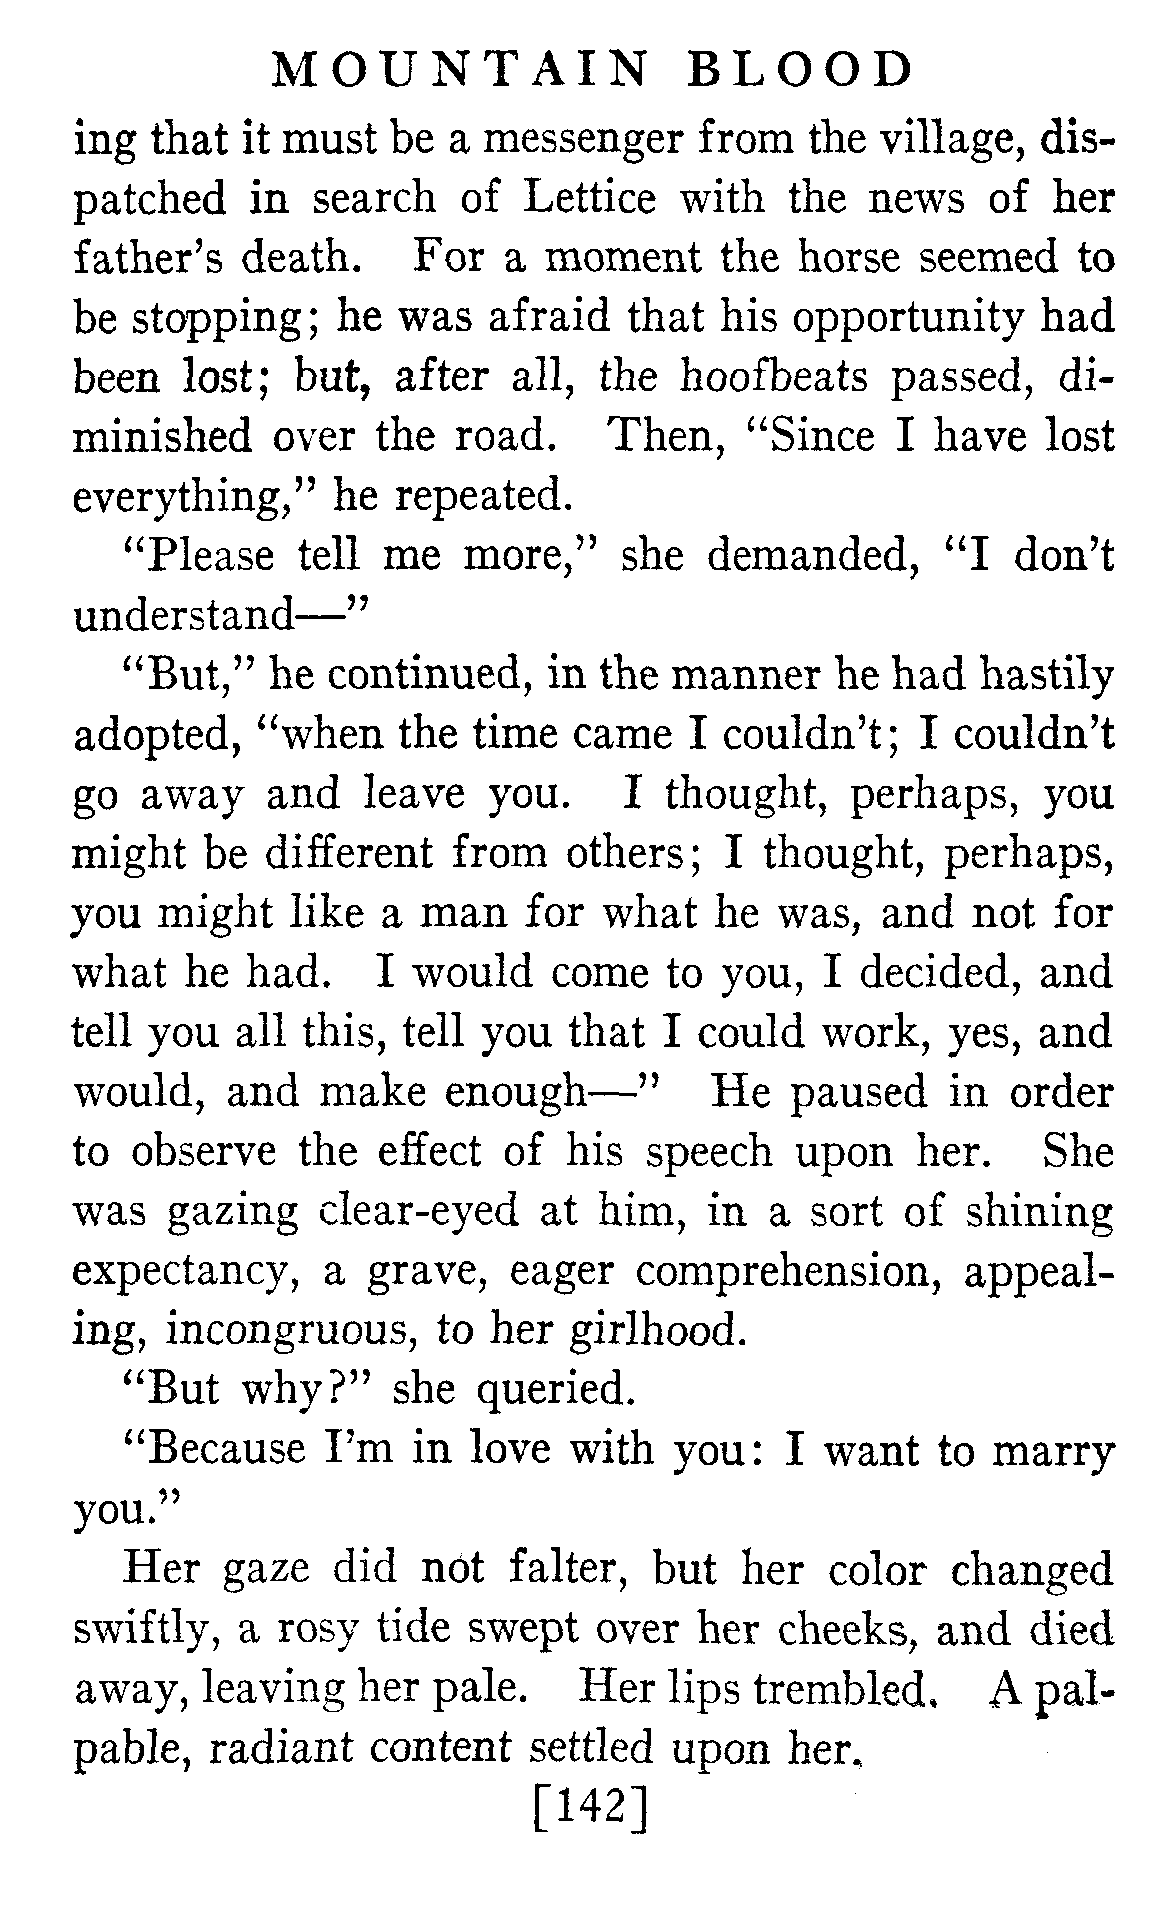 MOUNTAIN BLOOD
ing that it must be a messenger from the village, dis-
patched in search of Lettice with the news of her
father's death. For a moment the horse seemed to
be stopping; he was afraid that his opportunity had
been lost; but, after all, the hoofbeats passed, di-
minished over the road. Then, “Since I have lost
everything,” he repeated.
“Please tell me more,” she demanded, “I don't
understand—”
“But,” he continued, in the manner he had hastily
adopted, “when the time came I couldn't; I couldn't
go away and leave you. I thought, perhaps, you
might be different from others; I thought, perhaps,
you might like a man for what he was, and not for
what he had. I would come to you, I decided, and
tell you all this, tell you that I could work, yes, and
would, and make enough—” He paused in order
to observe the effect of his speech upon her. She
was gazing clear-eyed at him, in a sort of shining
expectancy, a grave, eager comprehension, appeal-
ing, incongruous, to her girlhood.
“But why?” she queried.
“Because I'm in love with you: I want to marry
you.”
Her gaze did not falter, but her color changed
swiftly, a rosy tide swept over her cheeks, and died
away, leaving her pale. Her lips trembled. A pal-
pable, radiant content settled upon her.
[142]